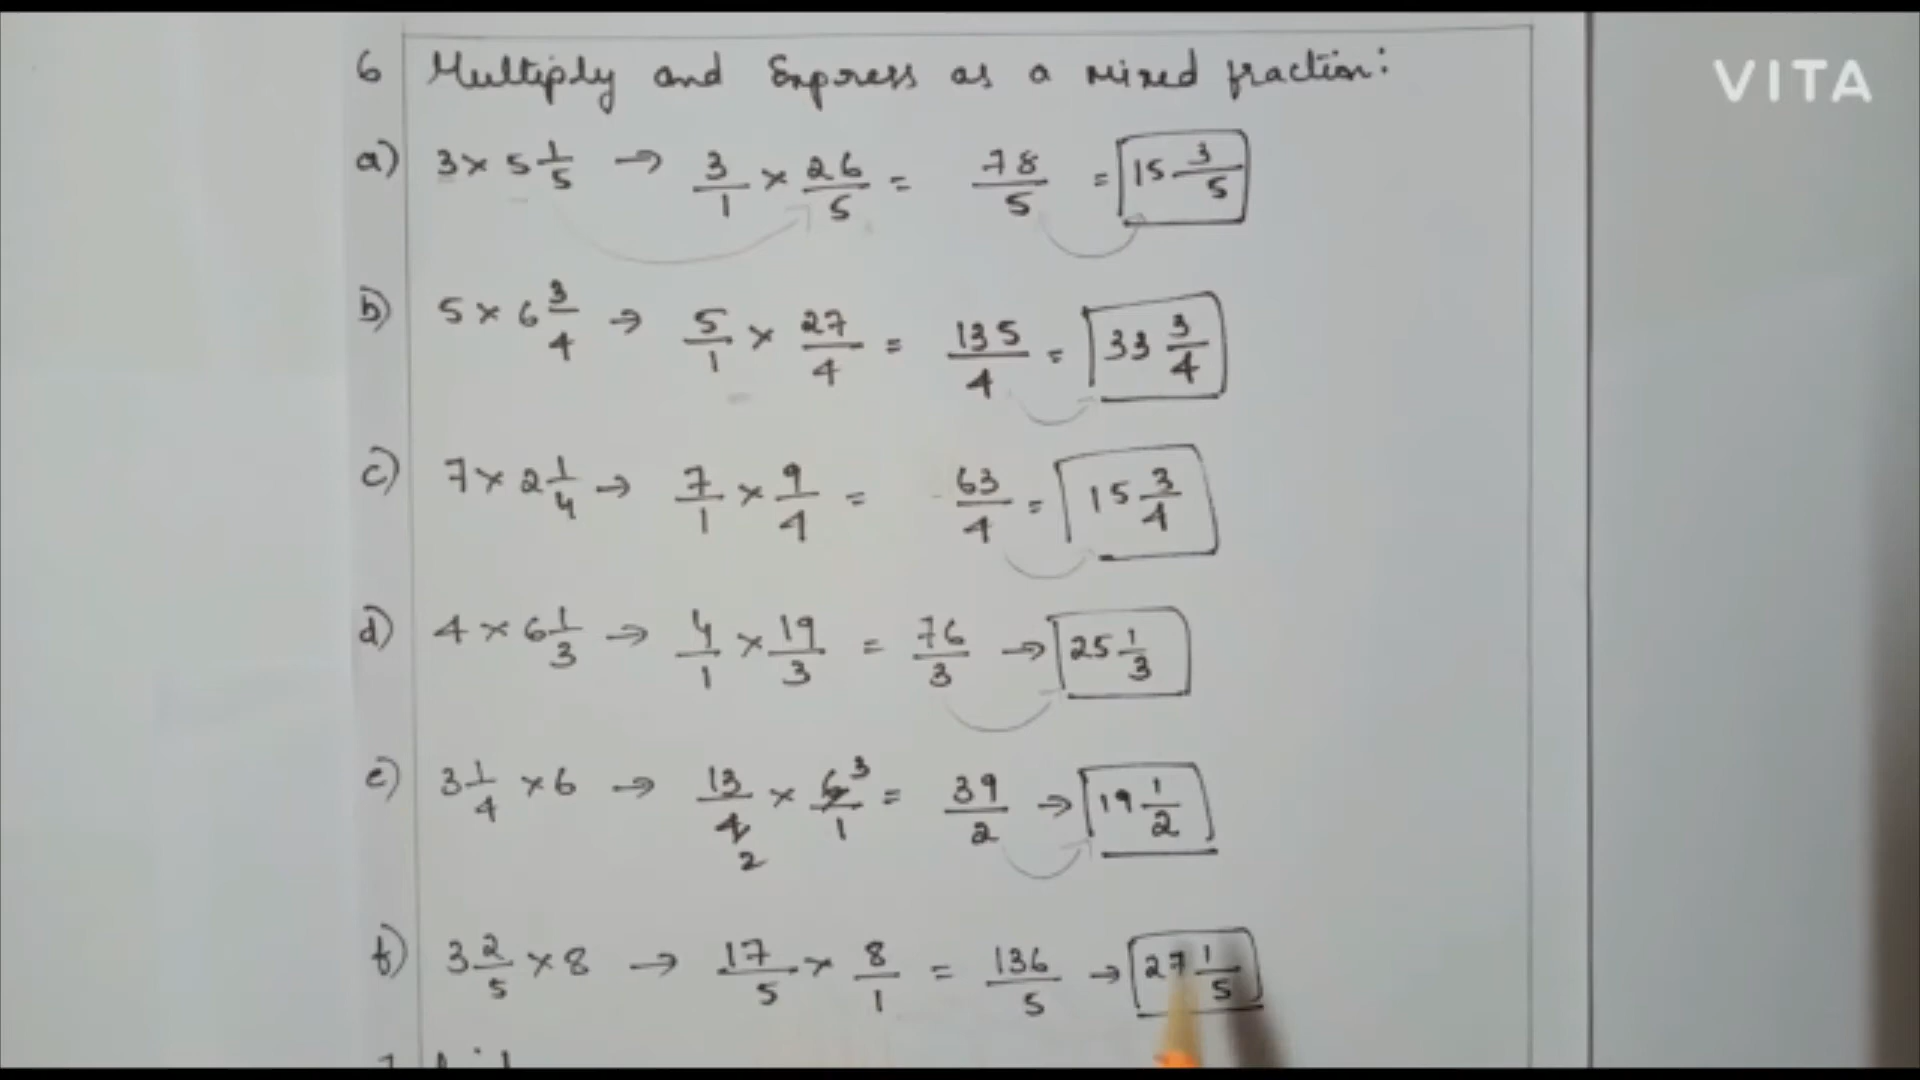 6 Multiply and Express as a mixed fraction:
VITA
a) 3 × 5 1/5 → 3/1 × 26/5 = 78/5 = 15 3/5
b) 5 × 6 3/4 → 5/1 × 27/4 = 135/4 = 33 3/4
c) 7 × 2 1/4 → 7/1 × 9/4 = 63/4 = 15 3/4
d) 4 × 6 1/3 → 4/1 × 19/3 = 76/3 → 25 1/3
e) 3 1/4 × 6 → 13/4 2 × 6 3/1 = 39/2 → 19 1/2
f) 3 2/5 × 8 → 17/5 × 8/1 = 136/5 → 27 1/5